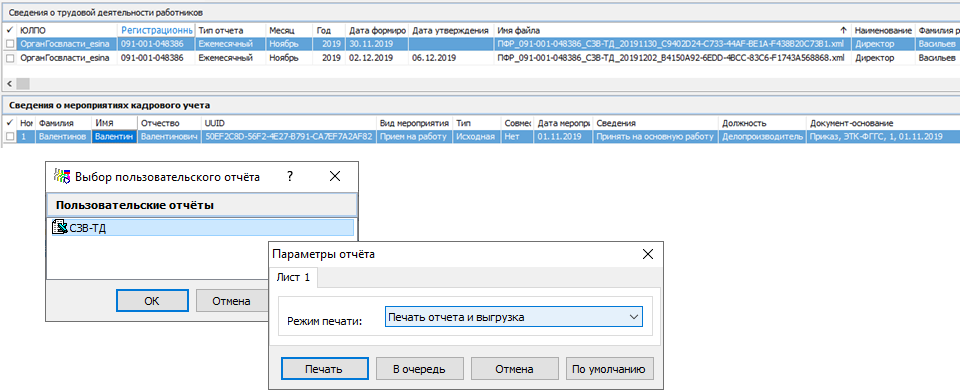 Сведения о трудовой деятельности работников
ЮЛПО Регистрационнь Тип отчета Месяц Год Дата формиро Дата утверждения Имя файла Наименование Фамилия р
ОрганГосвласти_esina 091-001-048386 Ежемесячный Ноябрь 2019 30.11.2019 ПФР_091-001-048386_СЗВ-ТД_20191130_C9402D24-C733-44AF-BE1A-F438B20C73B1.xml Директор Васильев
ОрганГосвласти_esina 091-001-048386 Ежемесячный Ноябрь 2019 02.12.2019 06.12.2019 ПФР_091-001-048386_СЗВ-ТД_20191202_B4150A92-6EDD-4BCC-83C6-F1743A568868.xml Директор Васильев
Сведения о мероприятиях кадрового учета
Ном Фамилия Имя Отчество UUID Вид мероприя Тип Совмес Дата меропри Сведения Должность Документ-основание
1 Валентинов Валентин Валентинович 50EF2C8D-56F2-4E27-B791-CA7EF7A2AF82 Прием на работу Исходная Нет 01.11.2019 Принять на основную работу Делопроизводитель Приказ, ЭТК-ФГГС, 1, 01.11.2019
Выбор пользовательского отчёта ?
Пользовательские отчёты
СЗВ-ТД
ОК Отмена
Параметры отчёта
Лист 1
Режим печати: Печать отчета и выгрузка
Печать В очередь Отмена По умолчанию